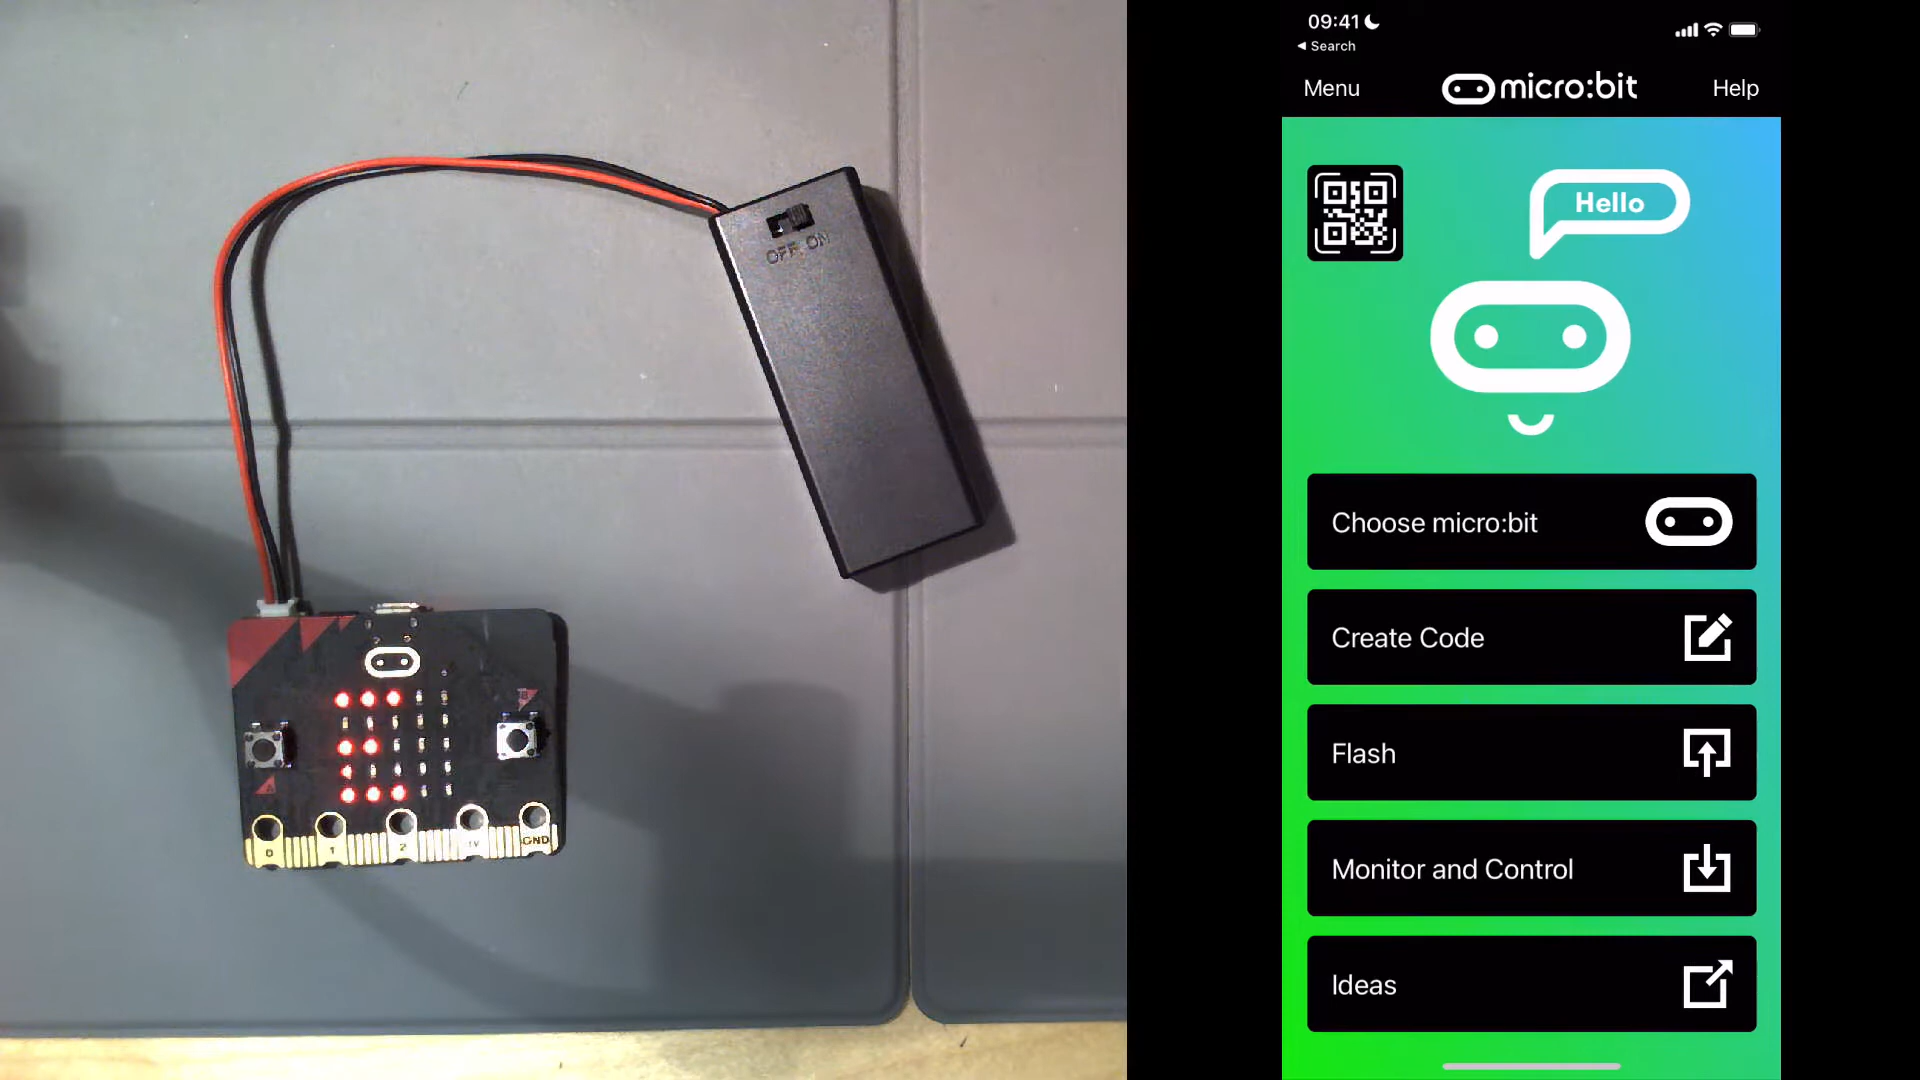 OFF ON
B
A
0
1
2
3V
GND
09:41
◀ Search
Menu
micro:bit
Help
Hello
Choose micro:bit
Create Code
Flash
Monitor and Control
Ideas